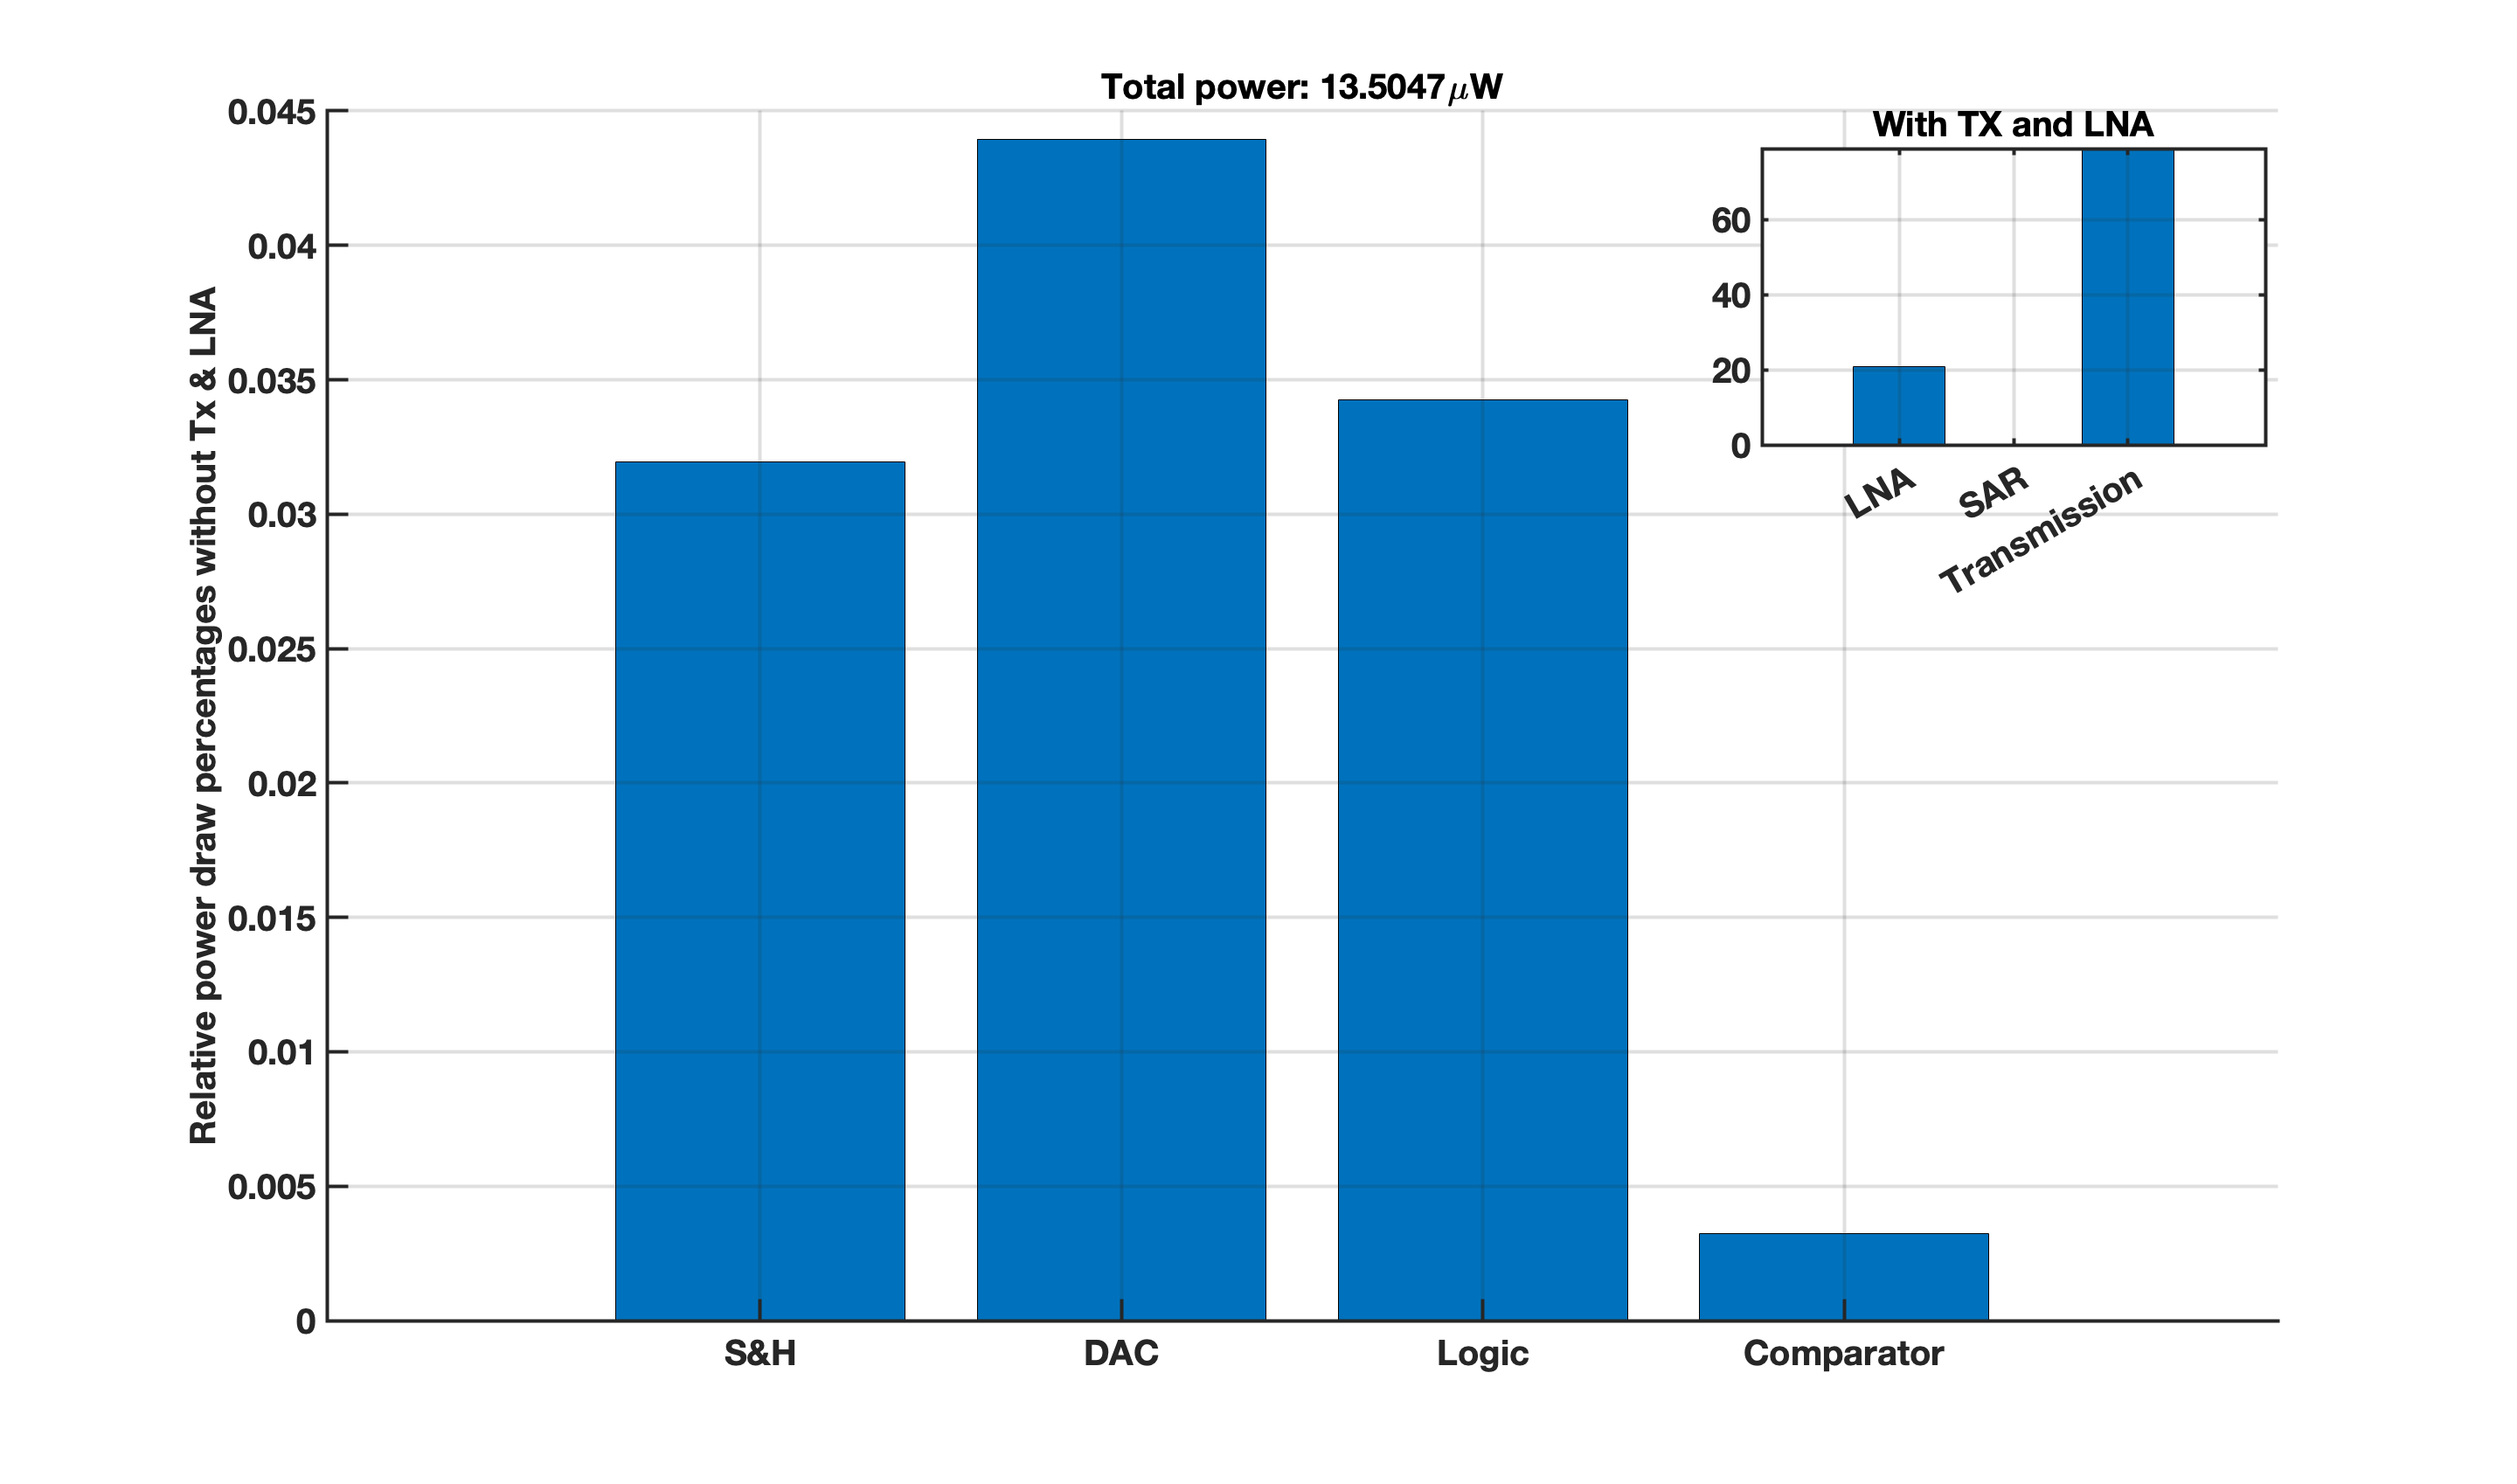 Total power: 13.5047μW
With TX and LNA
60
40
20
0
LNA
SAR
Transmission
Relative power draw percentages without Tx & LNA
0.045
0.04
0.035
0.03
0.025
0.02
0.015
0.01
0.005
0
S&H
DAC
Logic
Comparator